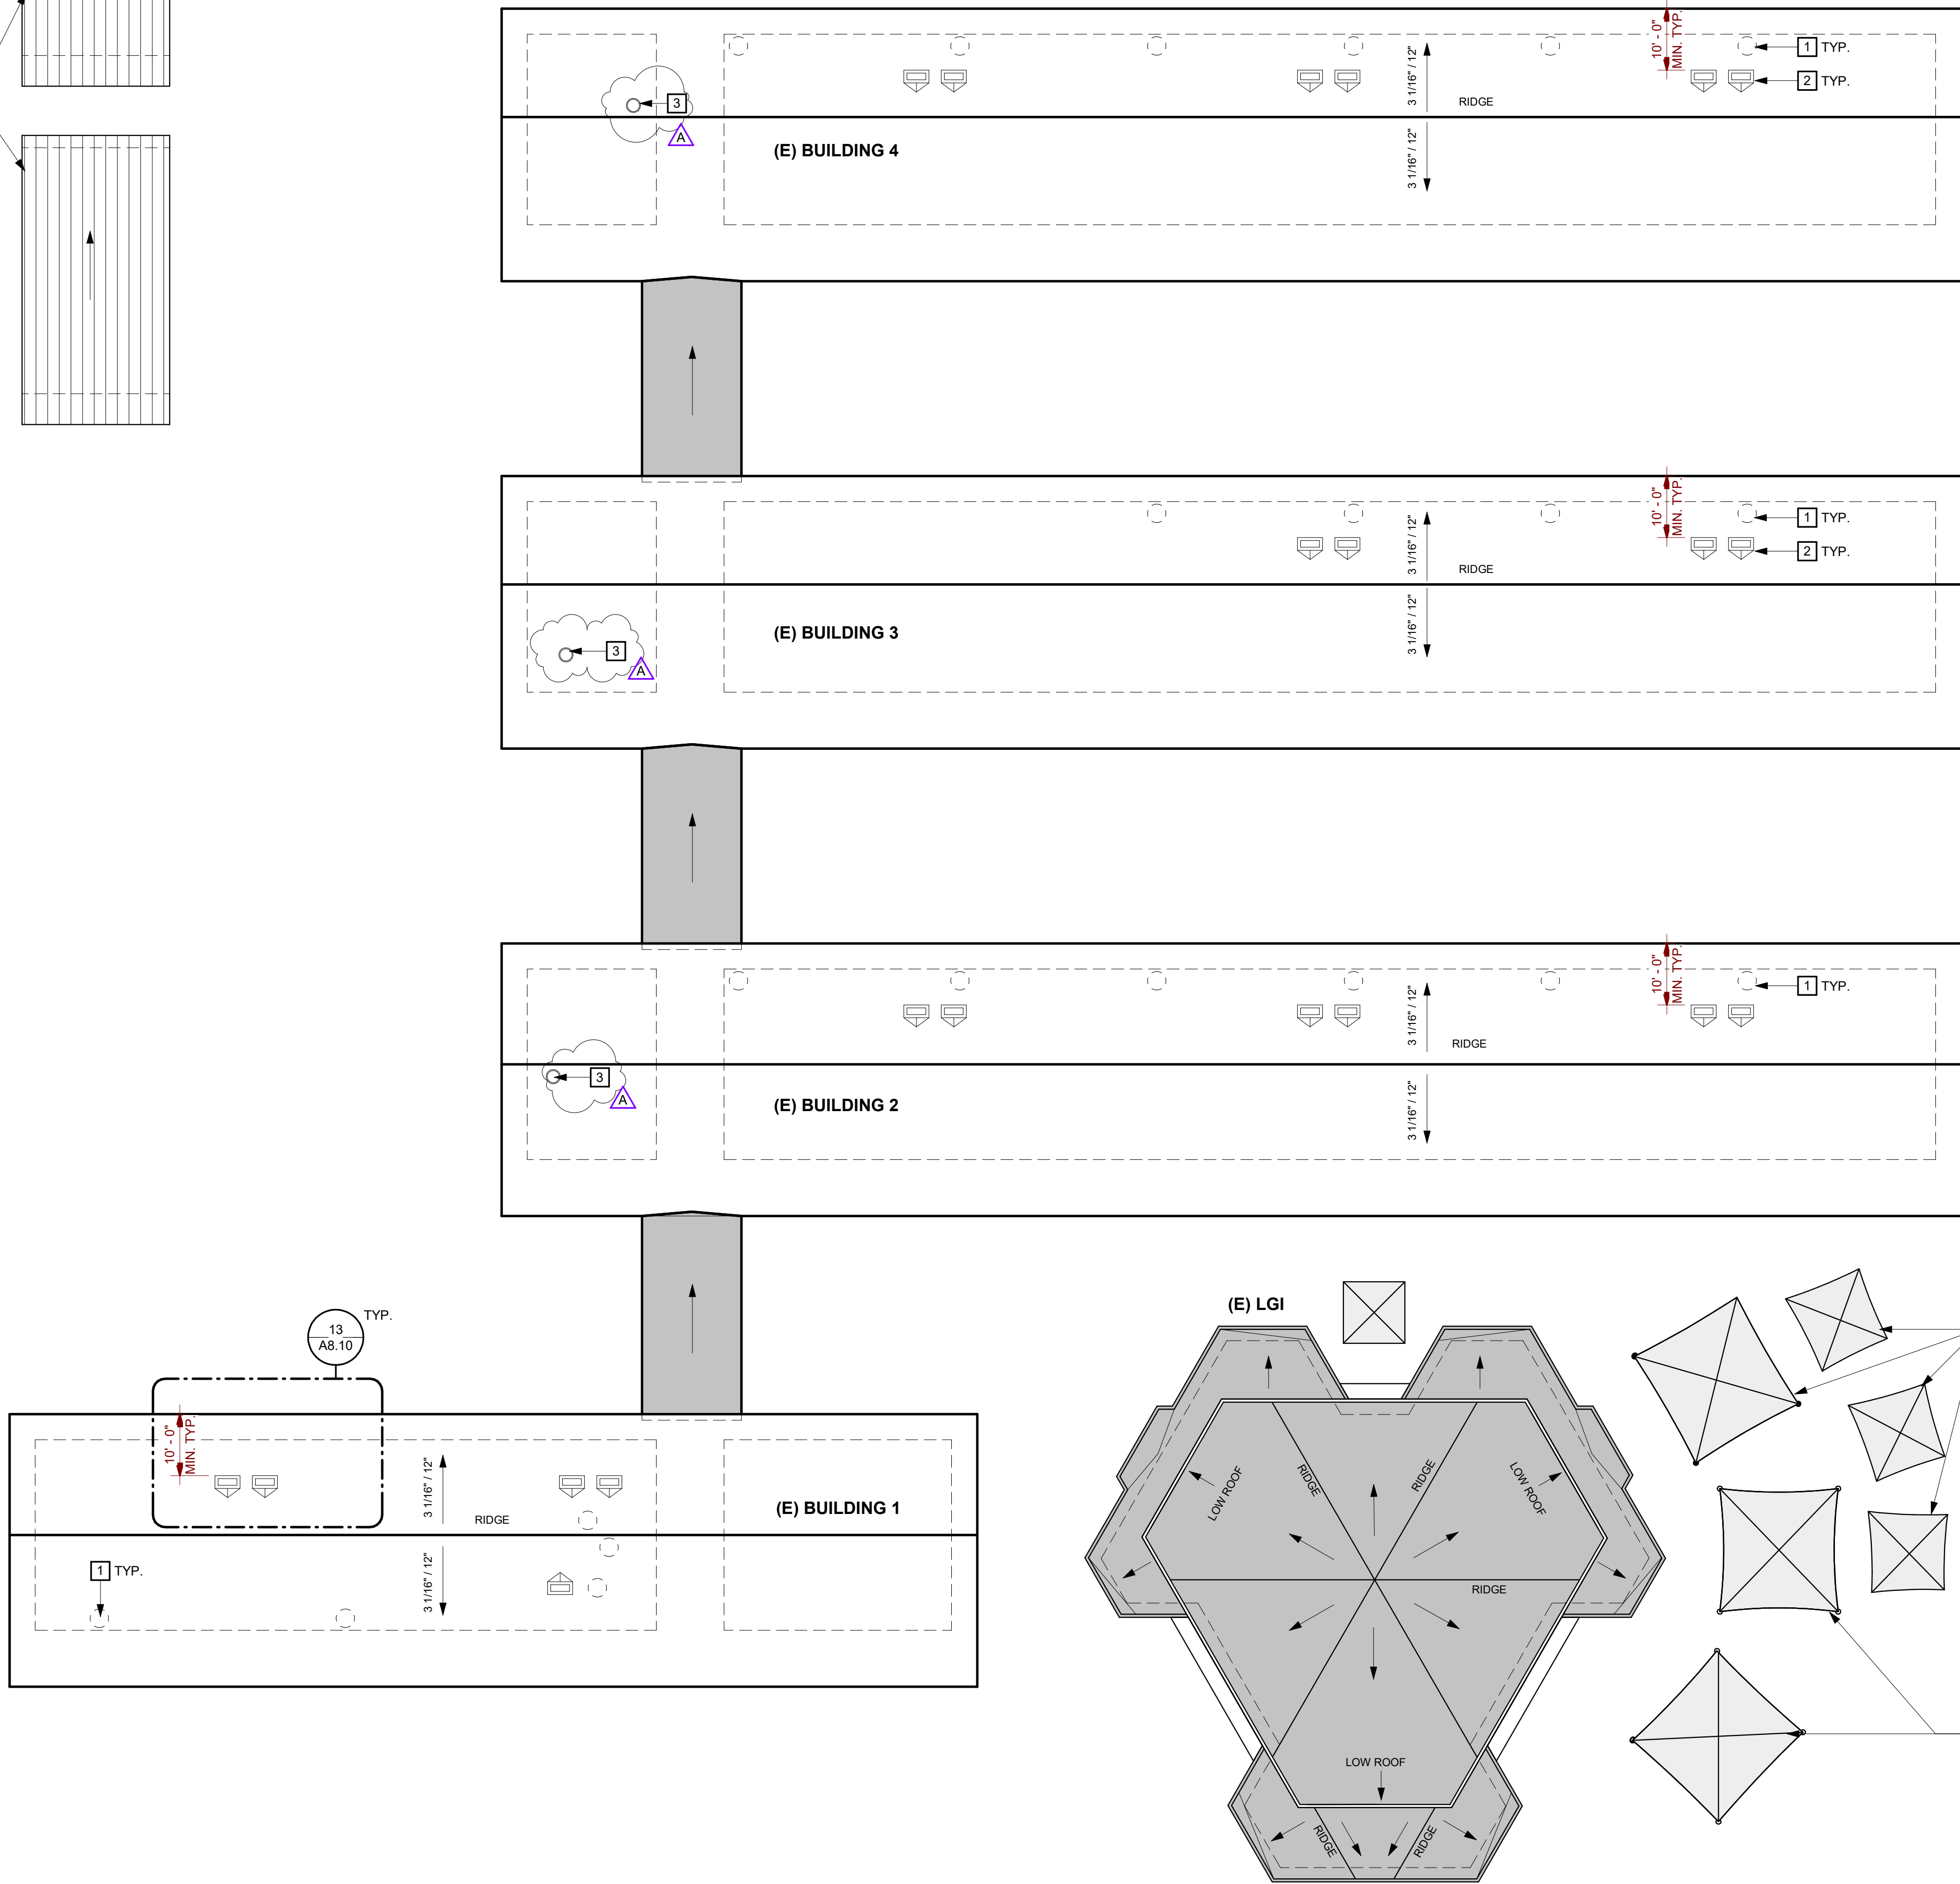 10' - 0"
MIN. TYP.
1 TYP.
2 TYP.
3
A
3 1/16" / 12"
RIDGE
3 1/16" / 12"
(E) BUILDING 4
10' - 0"
MIN. TYP.
1 TYP.
2 TYP.
3 1/16" / 12"
RIDGE
3 1/16" / 12"
(E) BUILDING 3
3
A
10' - 0"
MIN. TYP.
1 TYP.
3 1/16" / 12"
RIDGE
3 1/16" / 12"
3
A
(E) BUILDING 2
13
A8.10
TYP.
10' - 0"
MIN. TYP.
3 1/16" / 12"
RIDGE
3 1/16" / 12"
(E) BUILDING 1
1 TYP.
(E) LGI
LOW ROOF
RIDGE
RIDGE
LOW ROOF
RIDGE
LOW ROOF
RIDGE
RIDGE